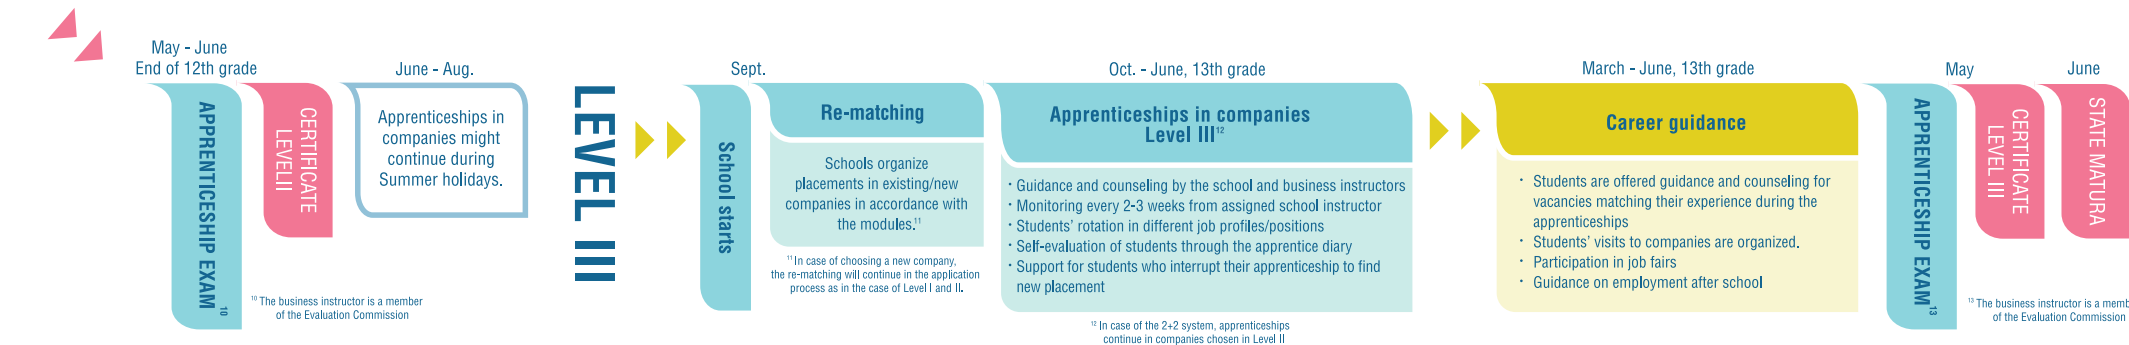 May - June
End of 12th grade
APPRENTICESHIP EXAM 10
CERTIFICATE
LEVELII
10 The business instructor is a member
of the Evaluation Commission
June - Aug.
Apprenticeships in
companies might
continue during
Summer holidays.
LEVEL III
Sept.
School starts
Re-matching
Schools organize
placements in existing/new
companies in accordance with
the modules.11
11 In case of choosing a new company,
the re-matching will continue in the application
process as in the case of Level I and II.
Oct. - June, 13th grade
Apprenticeships in companies
Level III12
· Guidance and counseling by the school and business instructors
· Monitoring every 2-3 weeks from assigned school instructor
· Students' rotation in different job profiles/positions
· Self-evaluation of students through the apprentice diary
· Support for students who interrupt their apprenticeship to find
new placement
12 In case of the 2+2 system, apprenticeships
continue in companies chosen in Level II
March - June, 13th grade
Career guidance
· Students are offered guidance and counseling for
vacancies matching their experience during the
apprenticeships
· Students' visits to companies are organized.
· Participation in job fairs
· Guidance on employment after school
May
APPRENTICESHIP EXAM 13
CERTIFICATE
LEVEL III
June
STATE MATURA
13 The business instructor is a
of the Evaluation Commission